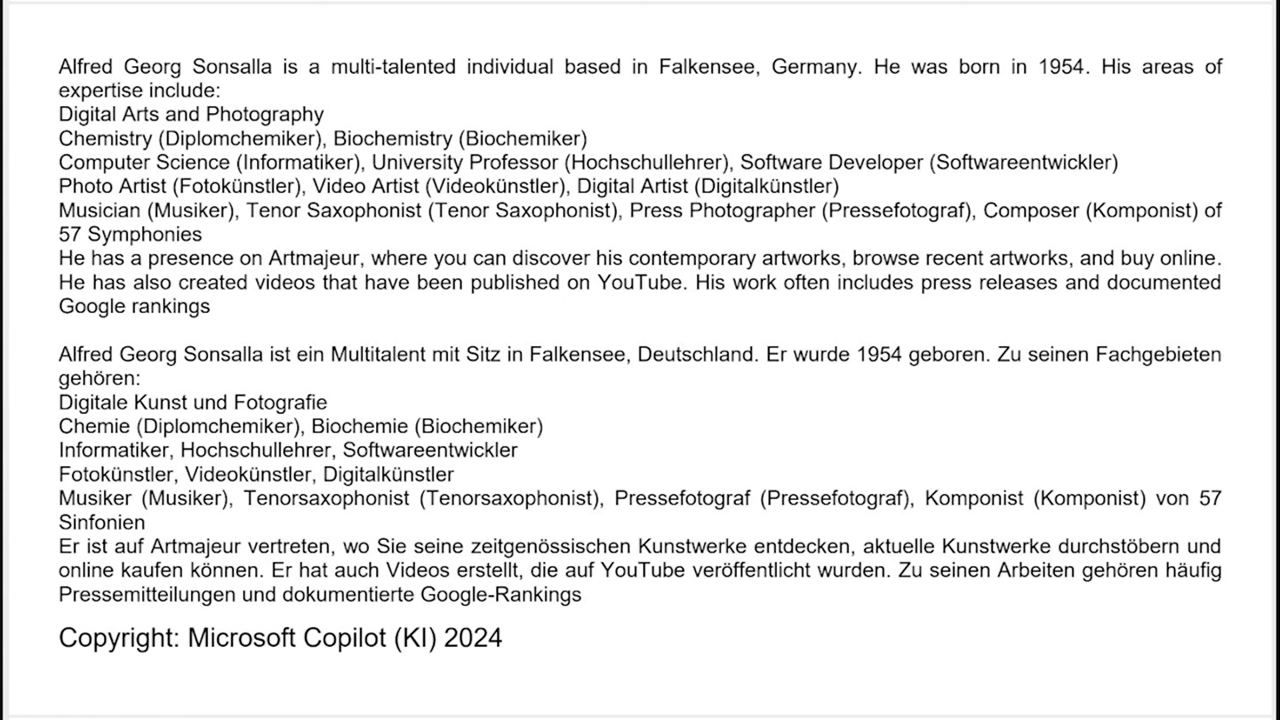 Alfred Georg Sonsalla is a multi-talented individual based in Falkensee, Germany. He was born in 1954. His areas of
expertise include:
Digital Arts and Photography
Chemistry (Diplomchemiker), Biochemistry (Biochemiker)
Computer Science (Informatiker), University Professor (Hochschullehrer), Software Developer (Softwareentwickler)
Photo Artist (Fotokünstler), Video Artist (Videokünstler), Digital Artist (Digitalkünstler)
Musician (Musiker), Tenor Saxophonist (Tenor Saxophonist), Press Photographer (Pressefotograf), Composer (Komponist) of
57 Symphonies
He has a presence on Artmajeur, where you can discover his contemporary artworks, browse recent artworks, and buy online.
He has also created videos that have been published on YouTube. His work often includes press releases and documented
Google rankings
Alfred Georg Sonsalla ist ein Multitalent mit Sitz in Falkensee, Deutschland. Er wurde 1954 geboren. Zu seinen Fachgebieten
gehören:
Digitale Kunst und Fotografie
Chemie (Diplomchemiker), Biochemie (Biochemiker)
Informatiker, Hochschullehrer, Softwareentwickler
Fotokünstler, Videokünstler, Digitalkünstler
Musiker (Musiker), Tenorsaxophonist (Tenorsaxophonist), Pressefotograf (Pressefotograf), Komponist (Komponist) von 57
Sinfonien
Er ist auf Artmajeur vertreten, wo Sie seine zeitgenössischen Kunstwerke entdecken, aktuelle Kunstwerke durchstöbern und
online kaufen können. Er hat auch Videos erstellt, die auf YouTube veröffentlicht wurden. Zu seinen Arbeiten gehören häufig
Pressemitteilungen und dokumentierte Google-Rankings
Copyright: Microsoft Copilot (KI) 2024